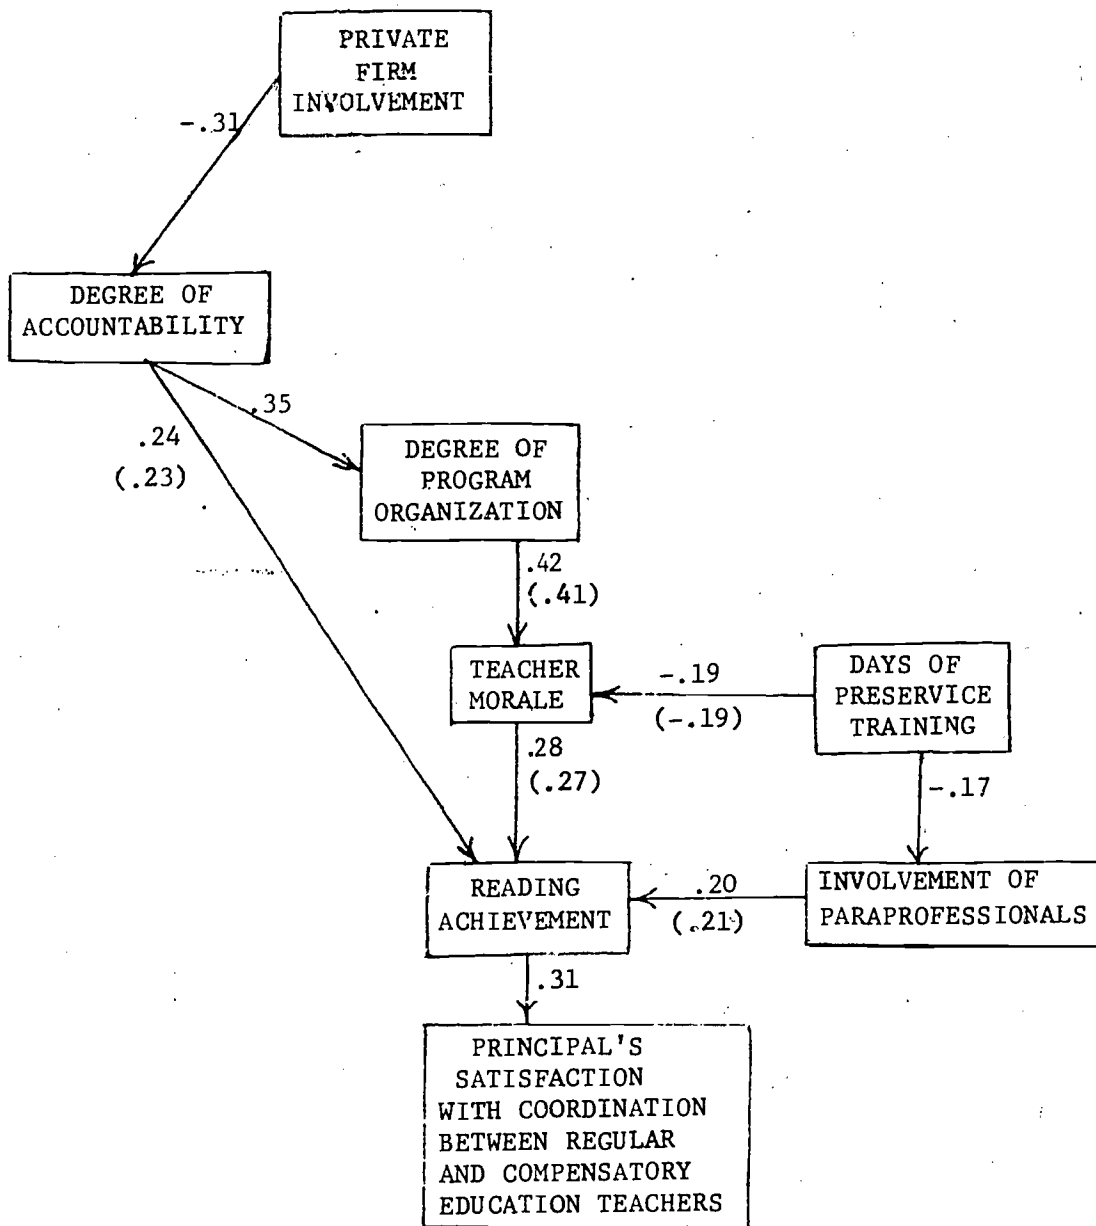 PRIVATE
FIRM
INVOLVEMENT
-.31
DEGREE OF
ACCOUNTABILITY
.35
.24
(.23)
DEGREE OF
PROGRAM
ORGANIZATION
.42
(.41)
TEACHER
MORALE
-.19
(-.19)
DAYS OF
PRESERVICE
TRAINING
.28
(.27)
-.17
READING
ACHIEVEMENT
.20
(.21)
INVOLVEMENT OF
PARAPROFESSIONALS
.31
PRINCIPAL'S
SATISFACTION
WITH COORDINATION
BETWEEN REGULAR
AND COMPENSATORY
EDUCATION TEACHERS